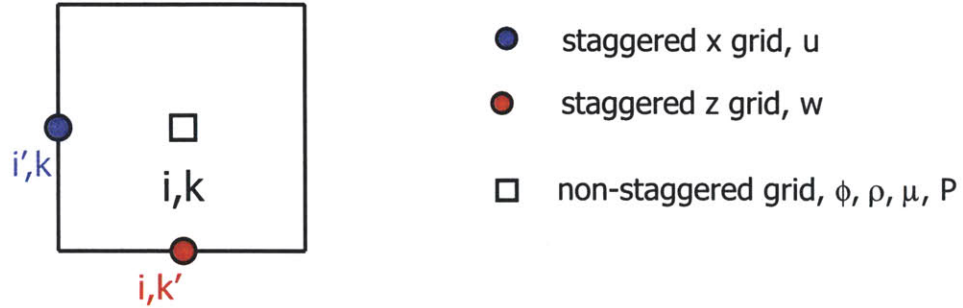 staggered x grid, u
staggered z grid, w
i′,k
i,k
non-staggered grid, ϕ, ρ, μ, P
i,k′